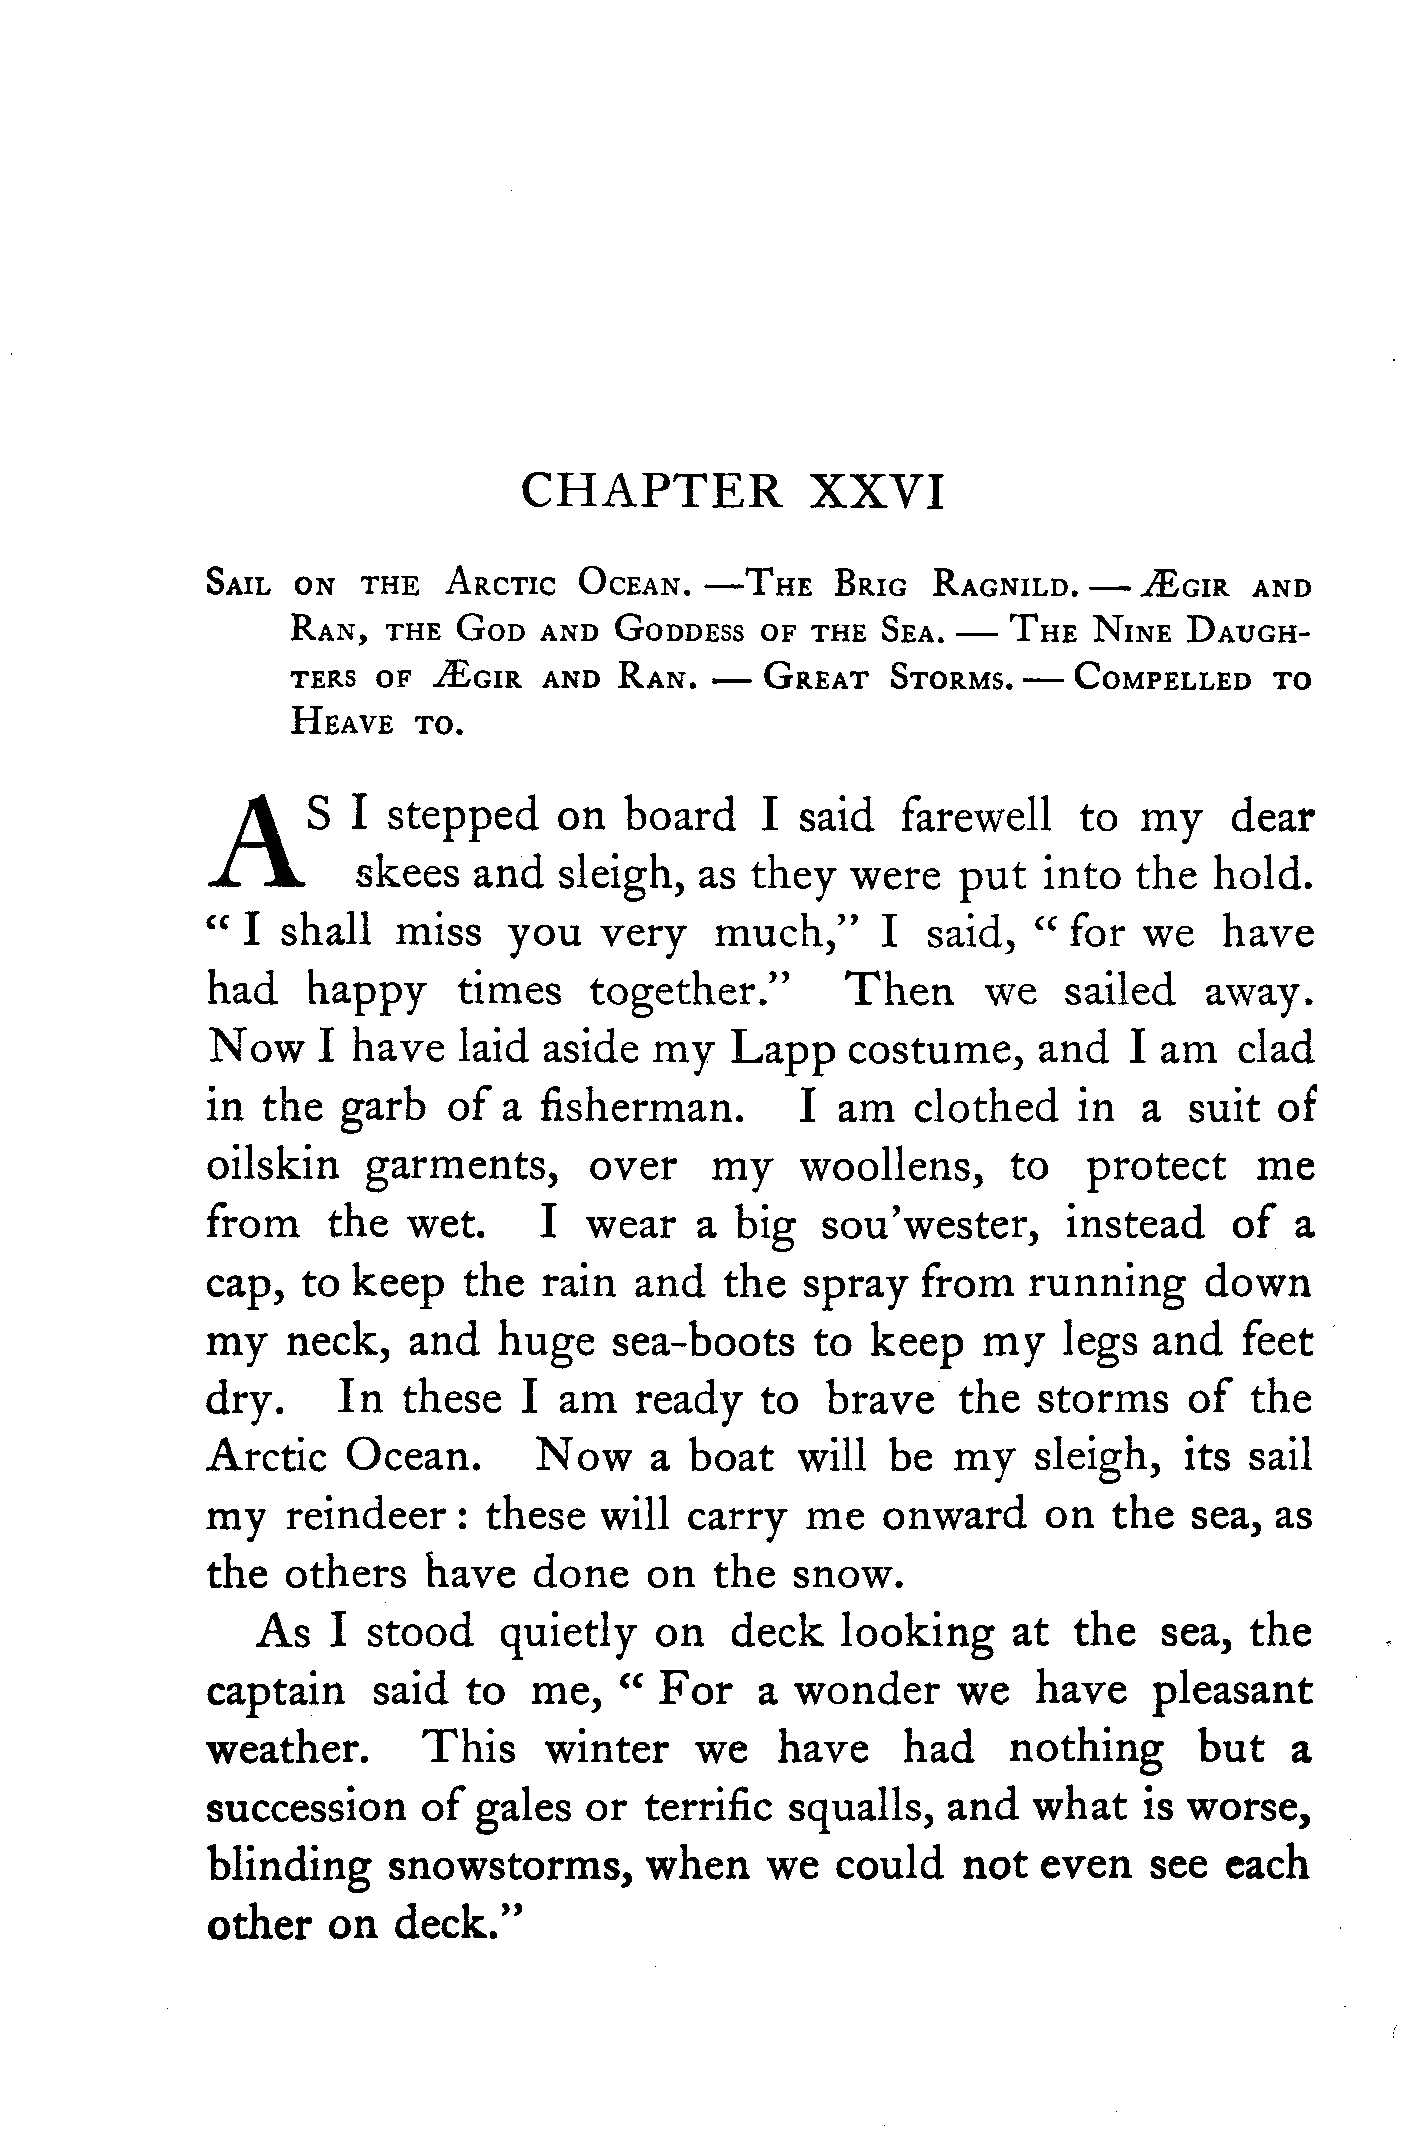 CHAPTER XXVI
Sail on the Arctic Ocean. —The Brig Ragnild. — Ægir and
Ran, the God and Goddess of the Sea. — The Nine Daugh-
ters of Ægir and Ran. — Great Storms. — Compelled to
Heave to.
AS I stepped on board I said farewell to my dear
skees and sleigh, as they were put into the hold.
“ I shall miss you very much,” I said, “ for we have
had happy times together.” Then we sailed away.
Now I have laid aside my Lapp costume, and I am clad
in the garb of a fisherman. I am clothed in a suit of
oilskin garments, over my woollens, to protect me
from the wet. I wear a big sou’wester, instead of a
cap, to keep the rain and the spray from running down
my neck, and huge sea-boots to keep my legs and feet
dry. In these I am ready to brave the storms of the
Arctic Ocean. Now a boat will be my sleigh, its sail
my reindeer : these will carry me onward on the sea, as
the others have done on the snow.
As I stood quietly on deck looking at the sea, the
captain said to me, “ For a wonder we have pleasant
weather. This winter we have had nothing but a
succession of gales or terrific squalls, and what is worse,
blinding snowstorms, when we could not even see each
other on deck.”